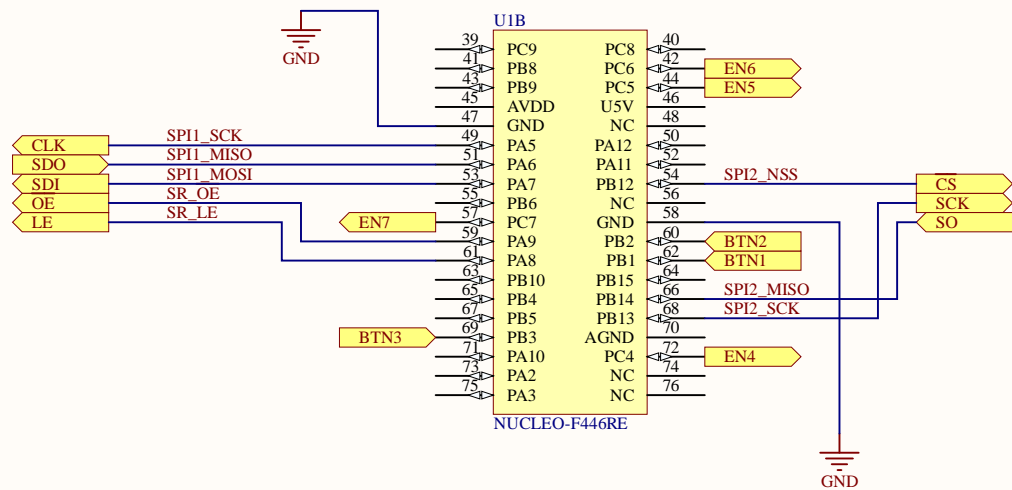 U1B
GND
39 PC9 PC8 40
41 PB8 PC6 42 EN6
43 PB9 PC5 44 EN5
45 AVDD U5V 46
47 GND NC 48
CLK SPI1_SCK 49 PA5 PA12 50
SDO SPI1_MISO 51 PA6 PA11 52
SDI SPI1_MOSI 53 PA7 PB12 54 SPI2_NSS CS
OE SR_OE 55 PB6 NC 56 SCK
LE SR_LE EN7 57 PC7 GND 58 SO
59 PA9 PB2 60 BTN2
61 PA8 PB1 62 BTN1
63 PB10 PB15 64
65 PB4 PB14 66 SPI2_MISO
67 PB5 PB13 68 SPI2_SCK
BTN3 69 PB3 AGND 70
71 PA10 PC4 72 EN4
73 PA2 NC 74
75 PA3 NC 76
NUCLEO-F446RE
GND